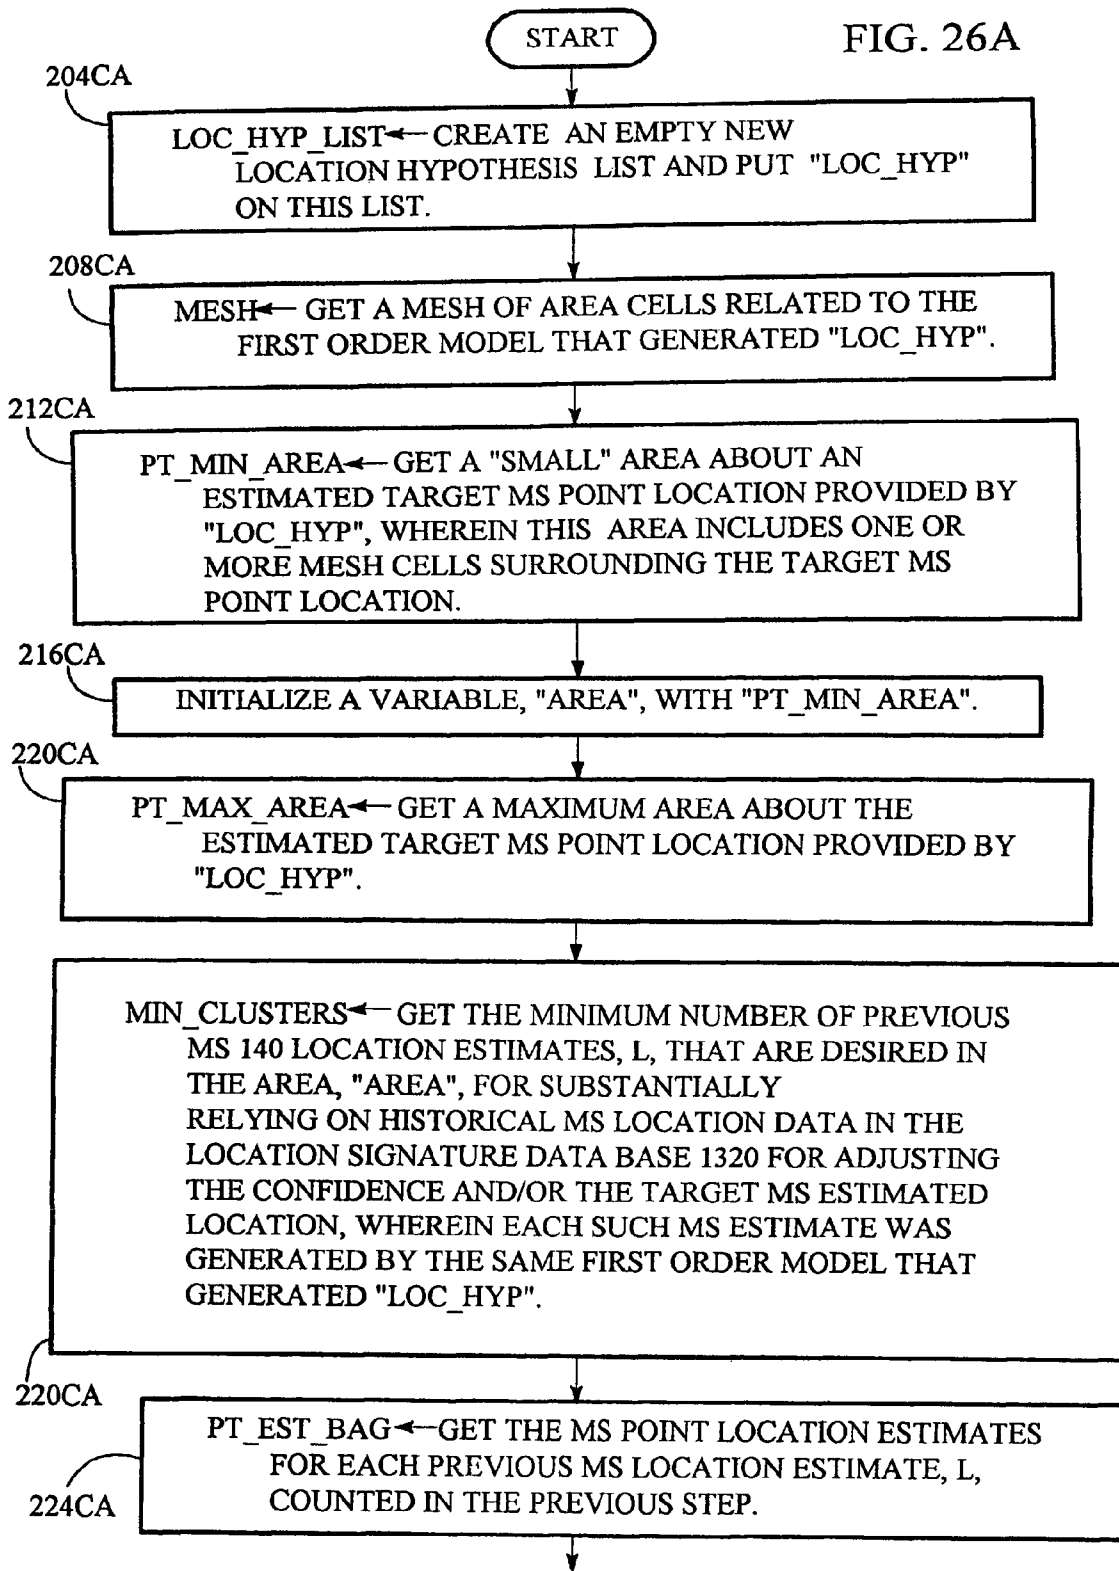 START
FIG. 26A
204CA
LOC_HYP_LIST← CREATE AN EMPTY NEW
LOCATION HYPOTHESIS LIST AND PUT "LOC_HYP"
ON THIS LIST.
208CA
MESH← GET A MESH OF AREA CELLS RELATED TO THE
FIRST ORDER MODEL THAT GENERATED "LOC_HYP".
212CA
PT_MIN_AREA← GET A "SMALL" AREA ABOUT AN
ESTIMATED TARGET MS POINT LOCATION PROVIDED BY
"LOC_HYP", WHEREIN THIS AREA INCLUDES ONE OR
MORE MESH CELLS SURROUNDING THE TARGET MS
POINT LOCATION.
216CA
INITIALIZE A VARIABLE, "AREA", WITH "PT_MIN_AREA".
220CA
PT_MAX_AREA← GET A MAXIMUM AREA ABOUT THE
ESTIMATED TARGET MS POINT LOCATION PROVIDED BY
"LOC_HYP".
MIN_CLUSTERS← GET THE MINIMUM NUMBER OF PREVIOUS
MS 140 LOCATION ESTIMATES, L, THAT ARE DESIRED IN
THE AREA, "AREA", FOR SUBSTANTIALLY
RELYING ON HISTORICAL MS LOCATION DATA IN THE
LOCATION SIGNATURE DATA BASE 1320 FOR ADJUSTING
THE CONFIDENCE AND/OR THE TARGET MS ESTIMATED
LOCATION, WHEREIN EACH SUCH MS ESTIMATE WAS
GENERATED BY THE SAME FIRST ORDER MODEL THAT
GENERATED "LOC_HYP".
220CA
PT_EST_BAG←GET THE MS POINT LOCATION ESTIMATES
FOR EACH PREVIOUS MS LOCATION ESTIMATE, L,
COUNTED IN THE PREVIOUS STEP.
224CA